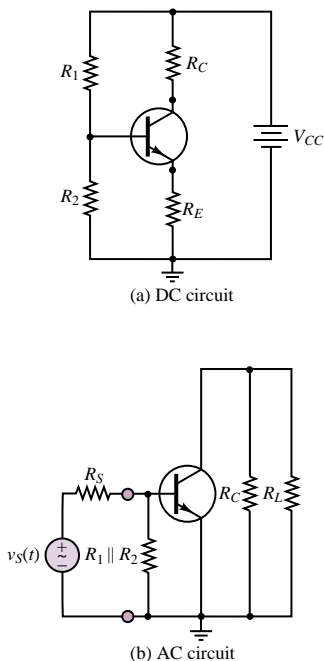 R1
RC
R2
RE
VCC
(a) DC circuit
RS
vS(t)
+
~
−
R1 || R2
RC
RL
(b) AC circuit